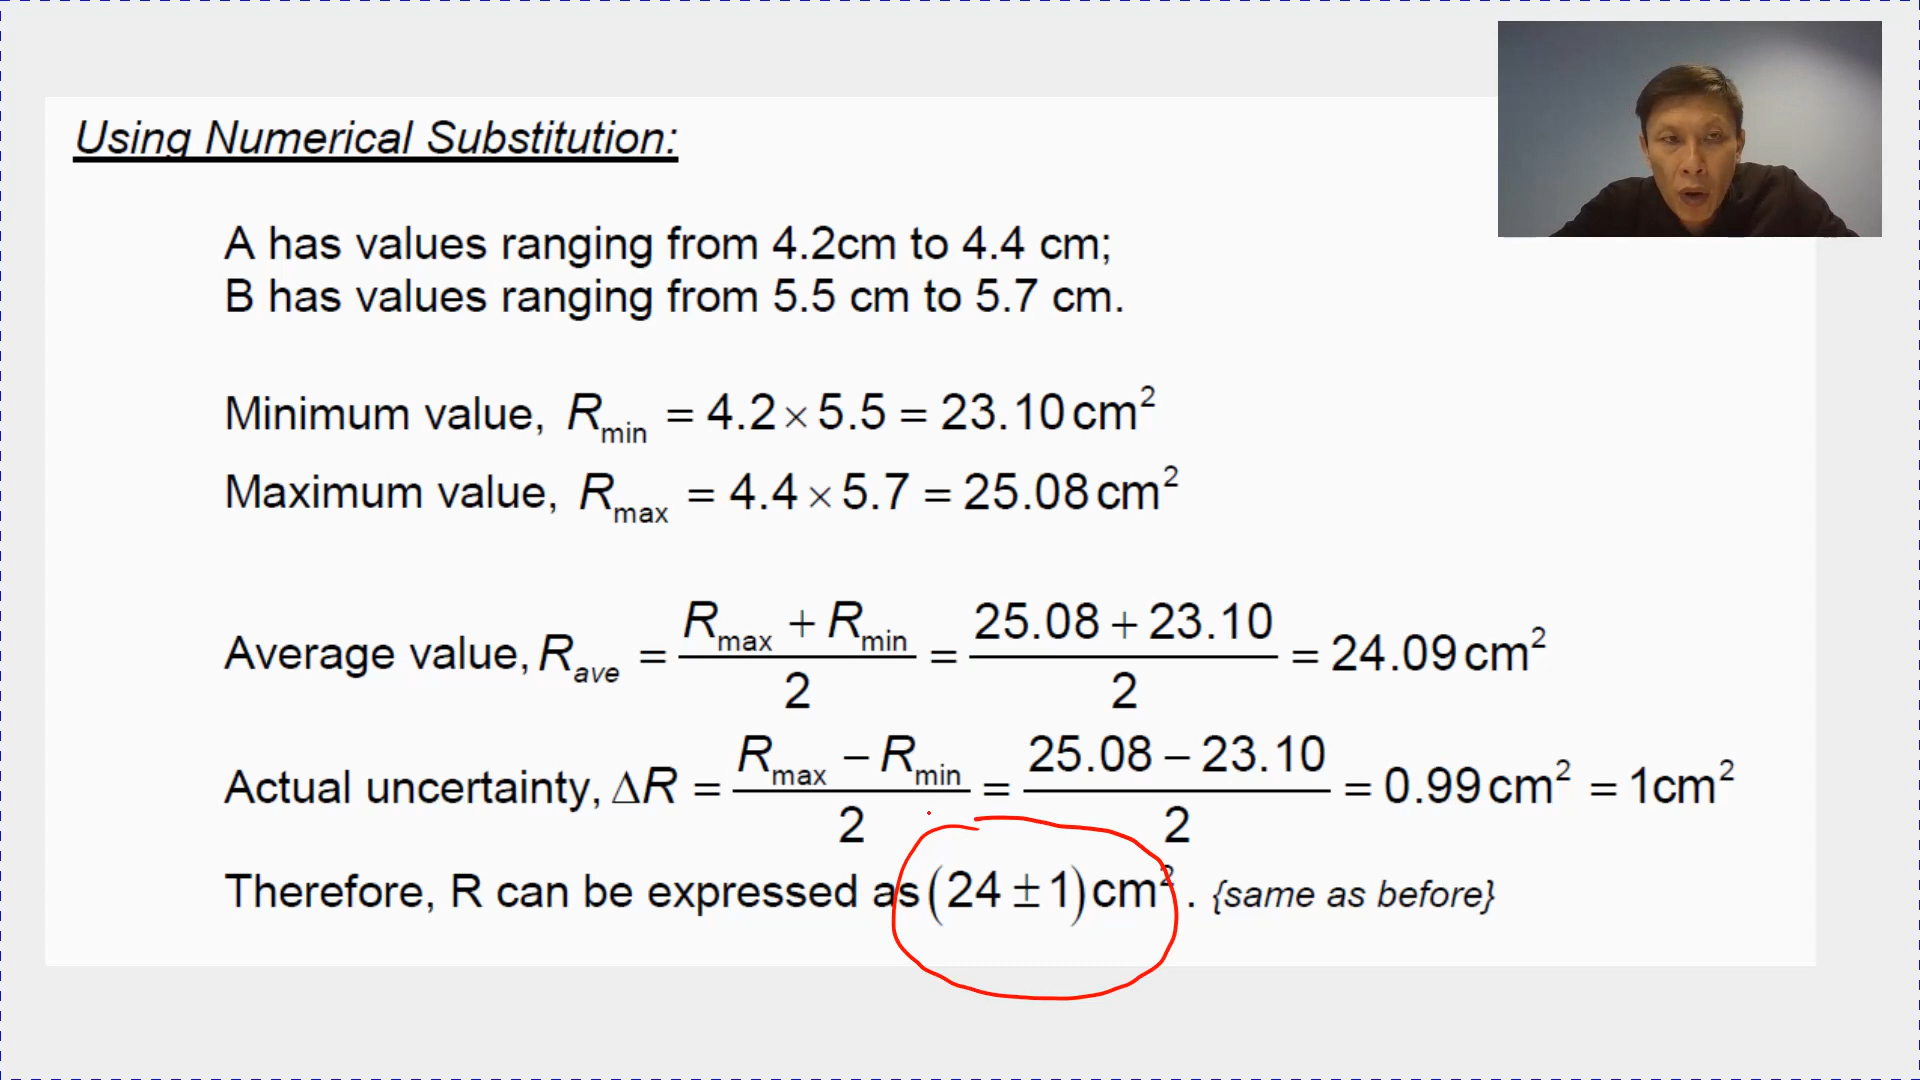 Using Numerical Substitution:
A has values ranging from 4.2cm to 4.4 cm;
B has values ranging from 5.5 cm to 5.7 cm.
Minimum value, R_min = 4.2 × 5.5 = 23.10 cm²
Maximum value, R_max = 4.4 × 5.7 = 25.08 cm²
Average value, R_ave = (R_max + R_min)/2 = (25.08 + 23.10)/2 = 24.09 cm²
Actual uncertainty, ΔR = (R_max − R_min)/2 = (25.08 − 23.10)/2 = 0.99 cm² = 1cm²
Therefore, R can be expressed as (24 ± 1) cm² . {same as before}